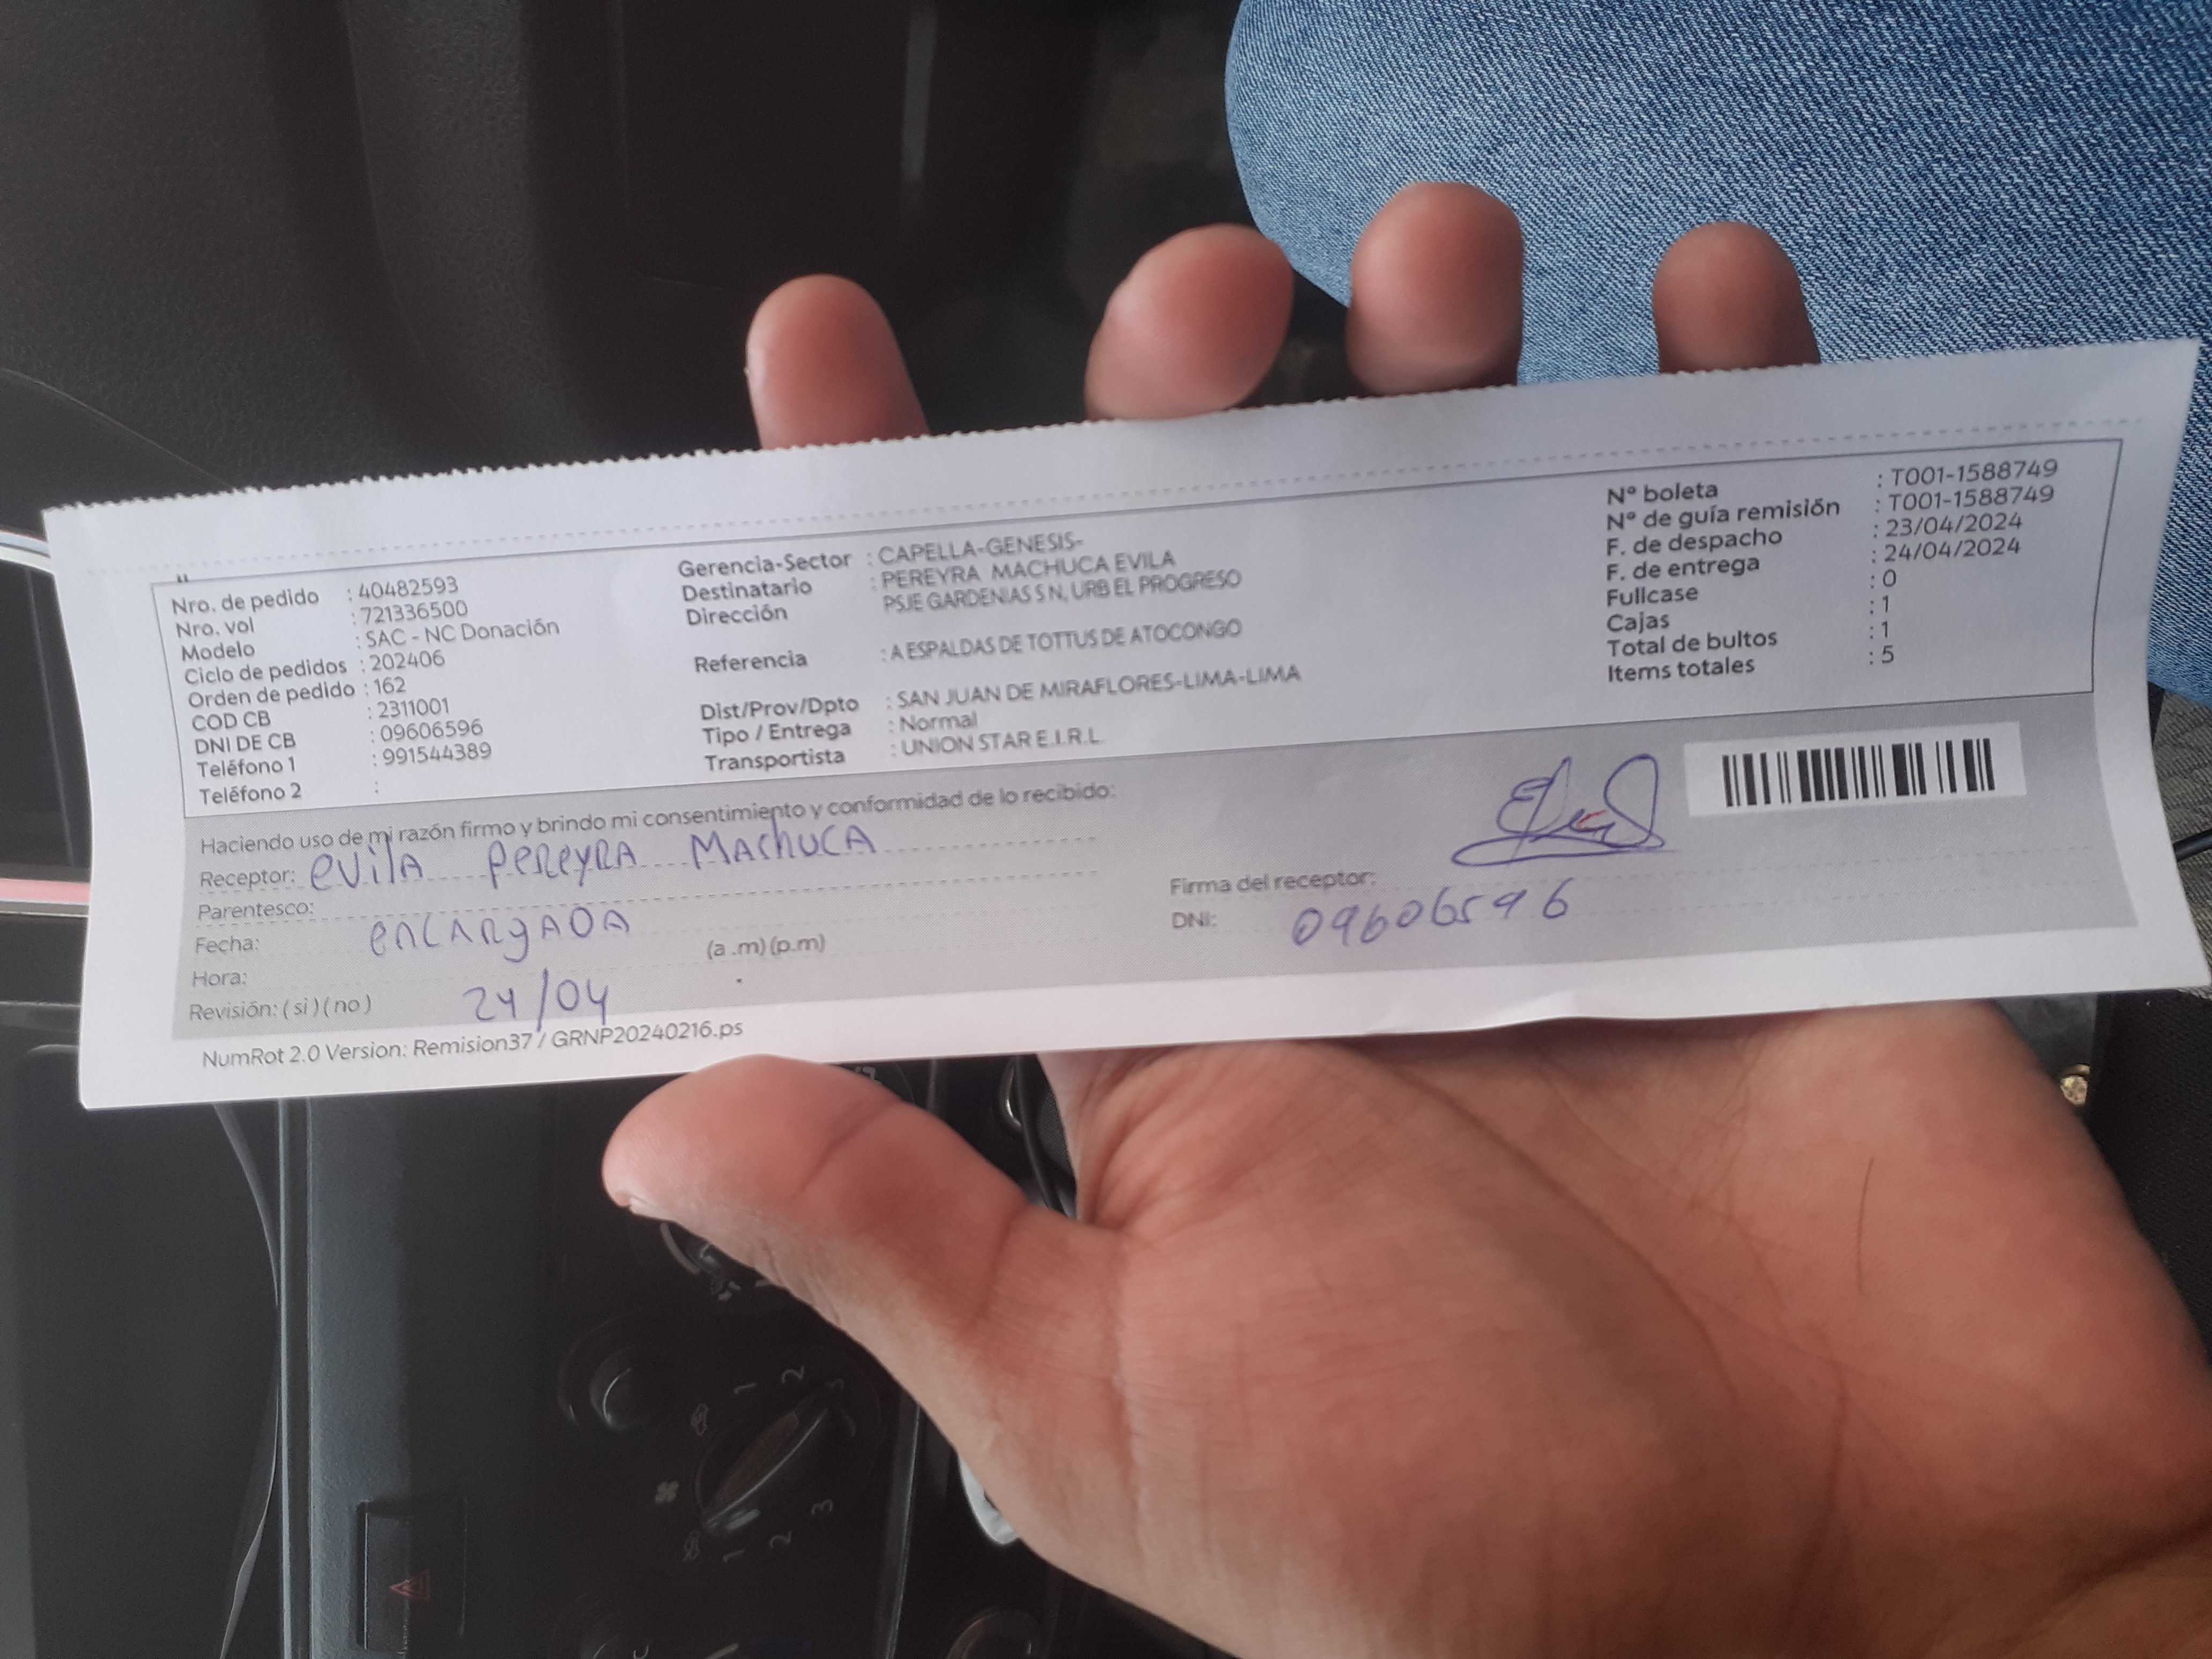 Nro. de pedido : 40482593
Nro. vol : 721336500
Modelo : SAC - NC Donación
Ciclo de pedidos : 202406
Orden de pedido : 162
COD CB : 2311001
DNI DE CB : 09606596
Teléfono 1 : 991544389
Teléfono 2 :
Gerencia-Sector : CAPELLA-GENESIS-
Destinatario : PEREYRA MACHUCA EVILA
Dirección PSJE GARDENIAS S N, URB EL PROGRESO
Referencia : A ESPALDAS DE TOTTUS DE ATOCONGO
Dist/Prov/Dpto : SAN JUAN DE MIRAFLORES-LIMA-LIMA
Tipo / Entrega : Normal
Transportista : UNION STAR E.I.R.L.
Nº boleta : T001-1588749
Nº de guía remisión : T001-1588749
F. de despacho : 23/04/2024
F. de entrega : 24/04/2024
Fullcase : 0
Cajas : 1
Total de bultos : 1
Items totales : 5
Haciendo uso de mi razón firmo y brindo mi consentimiento y conformidad de lo recibido:
Receptor: evilA PEREYRA MACHUCA
Parentesco:
Fecha: encARgADA (a .m) (p.m)
Hora:
Revisión: ( si ) ( no ) 24/04
Firma del receptor:
DNI: 09606596
NumRot 2.0 Version: Remision37 / GRNP20240216.ps
1 2 3
1 2 3